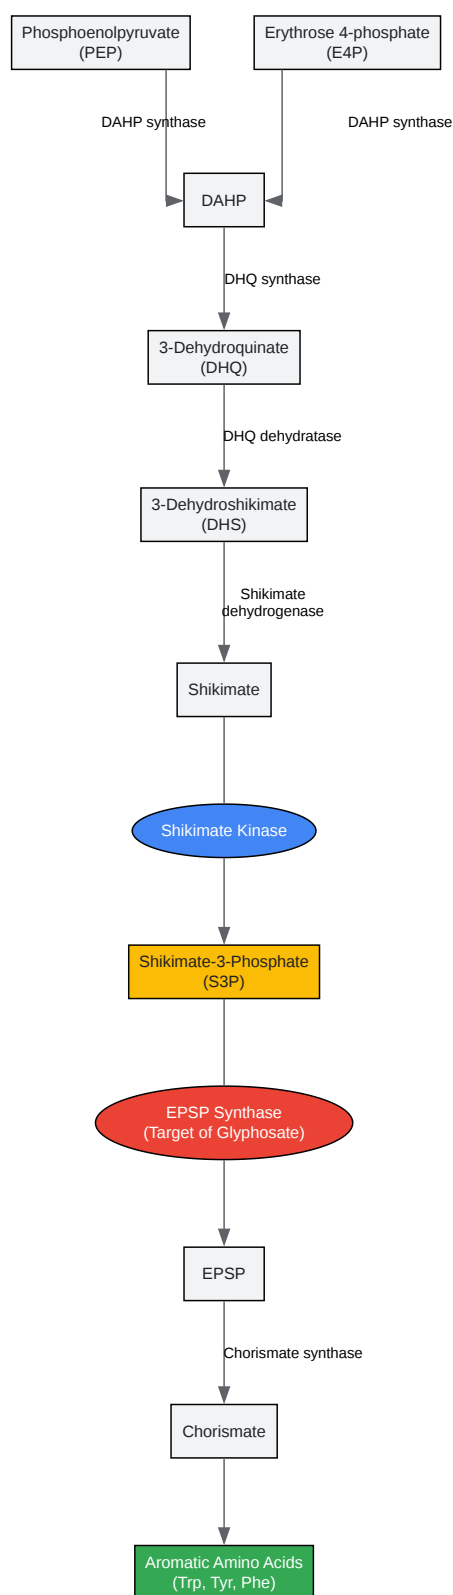 Phosphoenolpyruvate
(PEP)
Erythrose 4-phosphate
(E4P)
DAHP synthase
DAHP synthase
DAHP
DHQ synthase
3-Dehydroquinate
(DHQ)
DHQ dehydratase
3-Dehydroshikimate
(DHS)
Shikimate
dehydrogenase
Shikimate
Shikimate Kinase
Shikimate-3-Phosphate
(S3P)
EPSP Synthase
(Target of Glyphosate)
EPSP
Chorismate synthase
Chorismate
Aromatic Amino Acids
(Trp, Tyr, Phe)